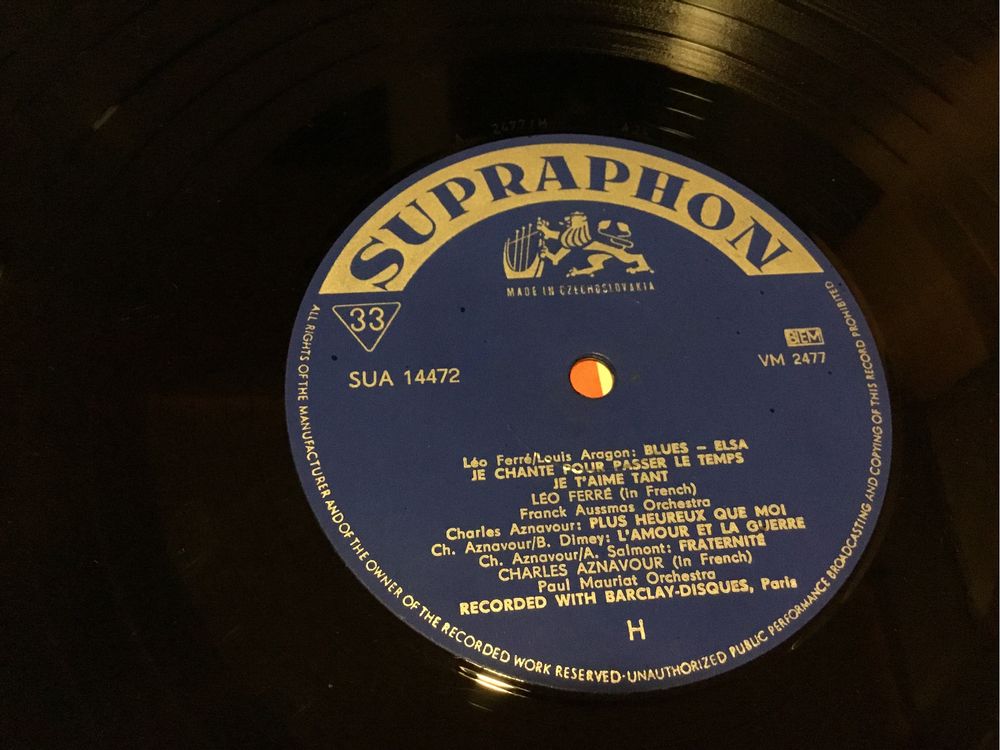 2677/H
SUPRAPHON
MADE IN CZECHOSLOVAKIA
33
BIEM
SUA 14472
VM 2477
Léo Ferré/Louis Aragon: BLUES – ELSA
JE CHANTE POUR PASSER LE TEMPS
JE T'AIME TANT
LÉO FERRÉ (in French)
Franck Aussmas Orchestra
Charles Aznavour: PLUS HEUREUX QUE MOI
Ch. Aznavour/B. Dimey: L'AMOUR ET LA GUERRE
Ch. Aznavour/A. Salmont: FRATERNITÉ
CHARLES AZNAVOUR (in French)
Paul Mauriat Orchestra
RECORDED WITH BARCLAY-DISQUES, Paris
H
ALL RIGHTS OF THE MANUFACTURER AND OF THE OWNER OF THE RECORDED WORK RESERVED·UNAUTHORIZED PUBLIC PERFORMANCE BROADCASTING AND COPYING OF THIS RECORD PROHIBITED